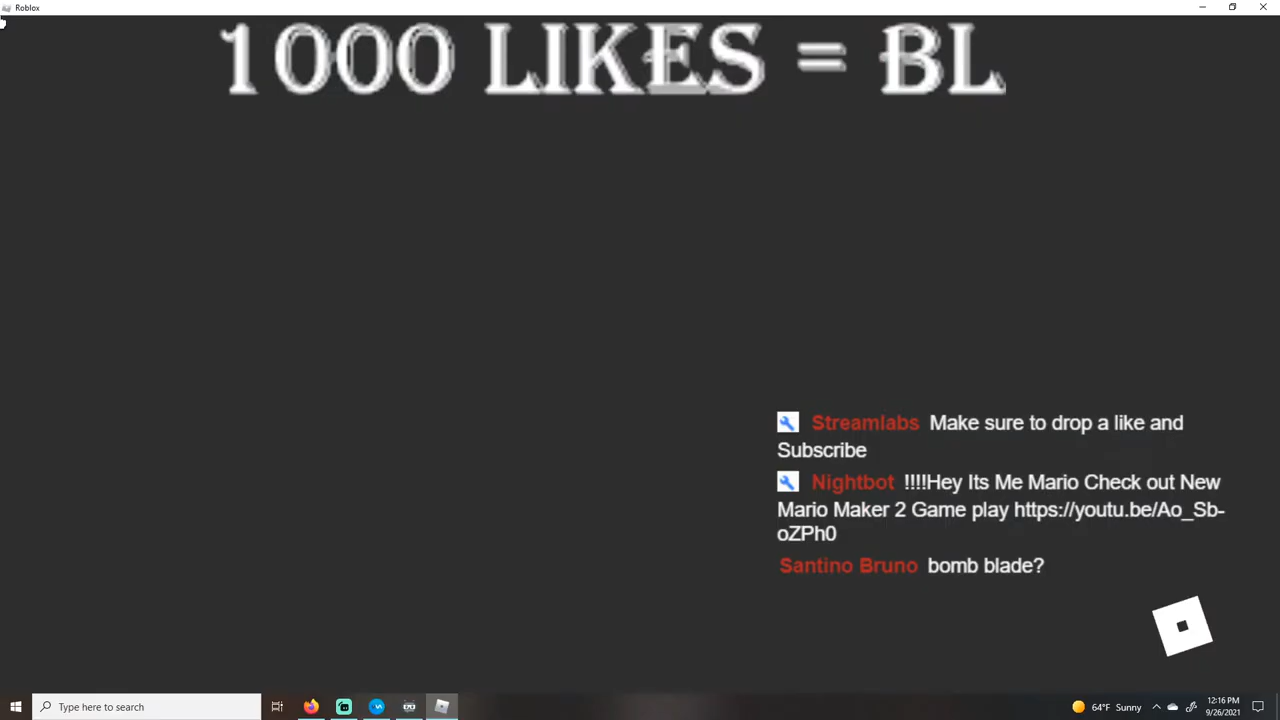 Roblox
1000 LIKES = BL
Streamlabs Make sure to drop a like and
Subscribe
Nightbot !!!!Hey Its Me Mario Check out New
Mario Maker 2 Game play https://youtu.be/Ao_Sb-
oZPh0
Santino Bruno bomb blade?
Type here to search
64°F Sunny
12:16 PM
9/26/2021